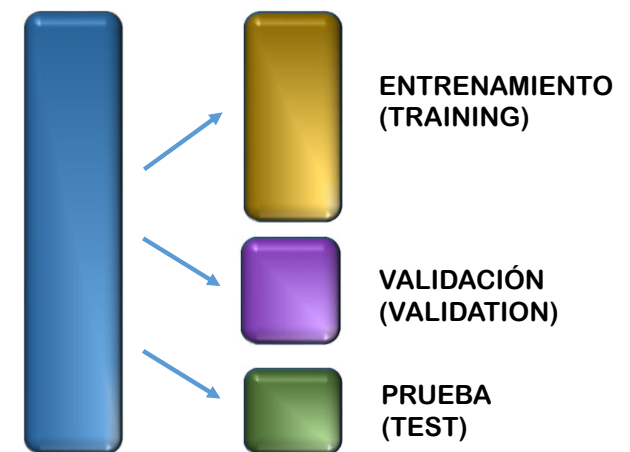 ENTRENAMIENTO
(TRAINING)
VALIDACIÓN
(VALIDATION)
PRUEBA
(TEST)